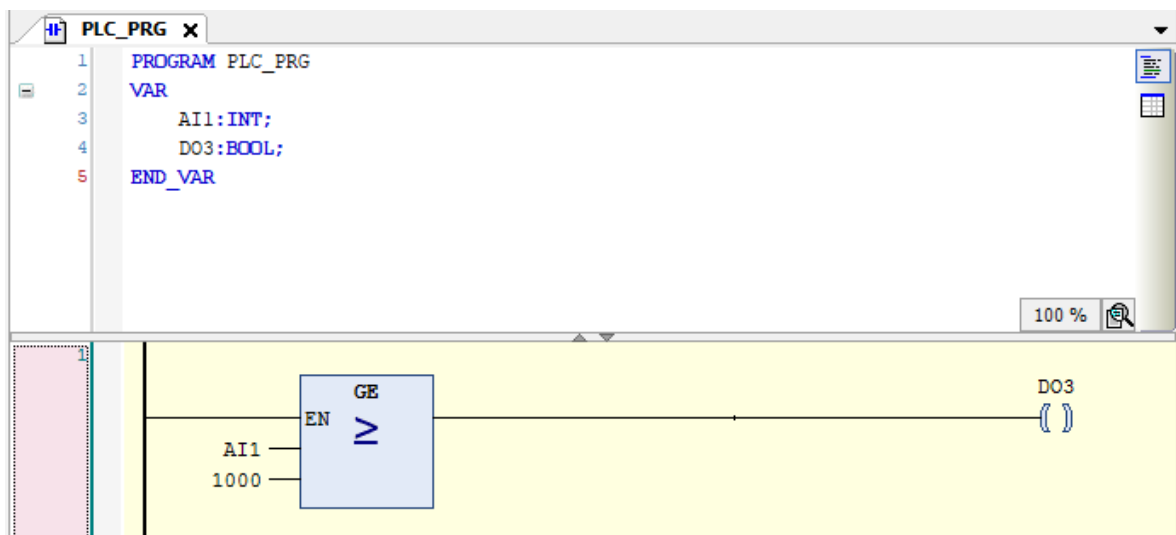 PLC_PRG X
1 PROGRAM PLC_PRG
2 VAR
3 AI1:INT;
4 DO3:BOOL;
5 END_VAR
100 %
1
GE
DO3
EN ≥
AI1
1000